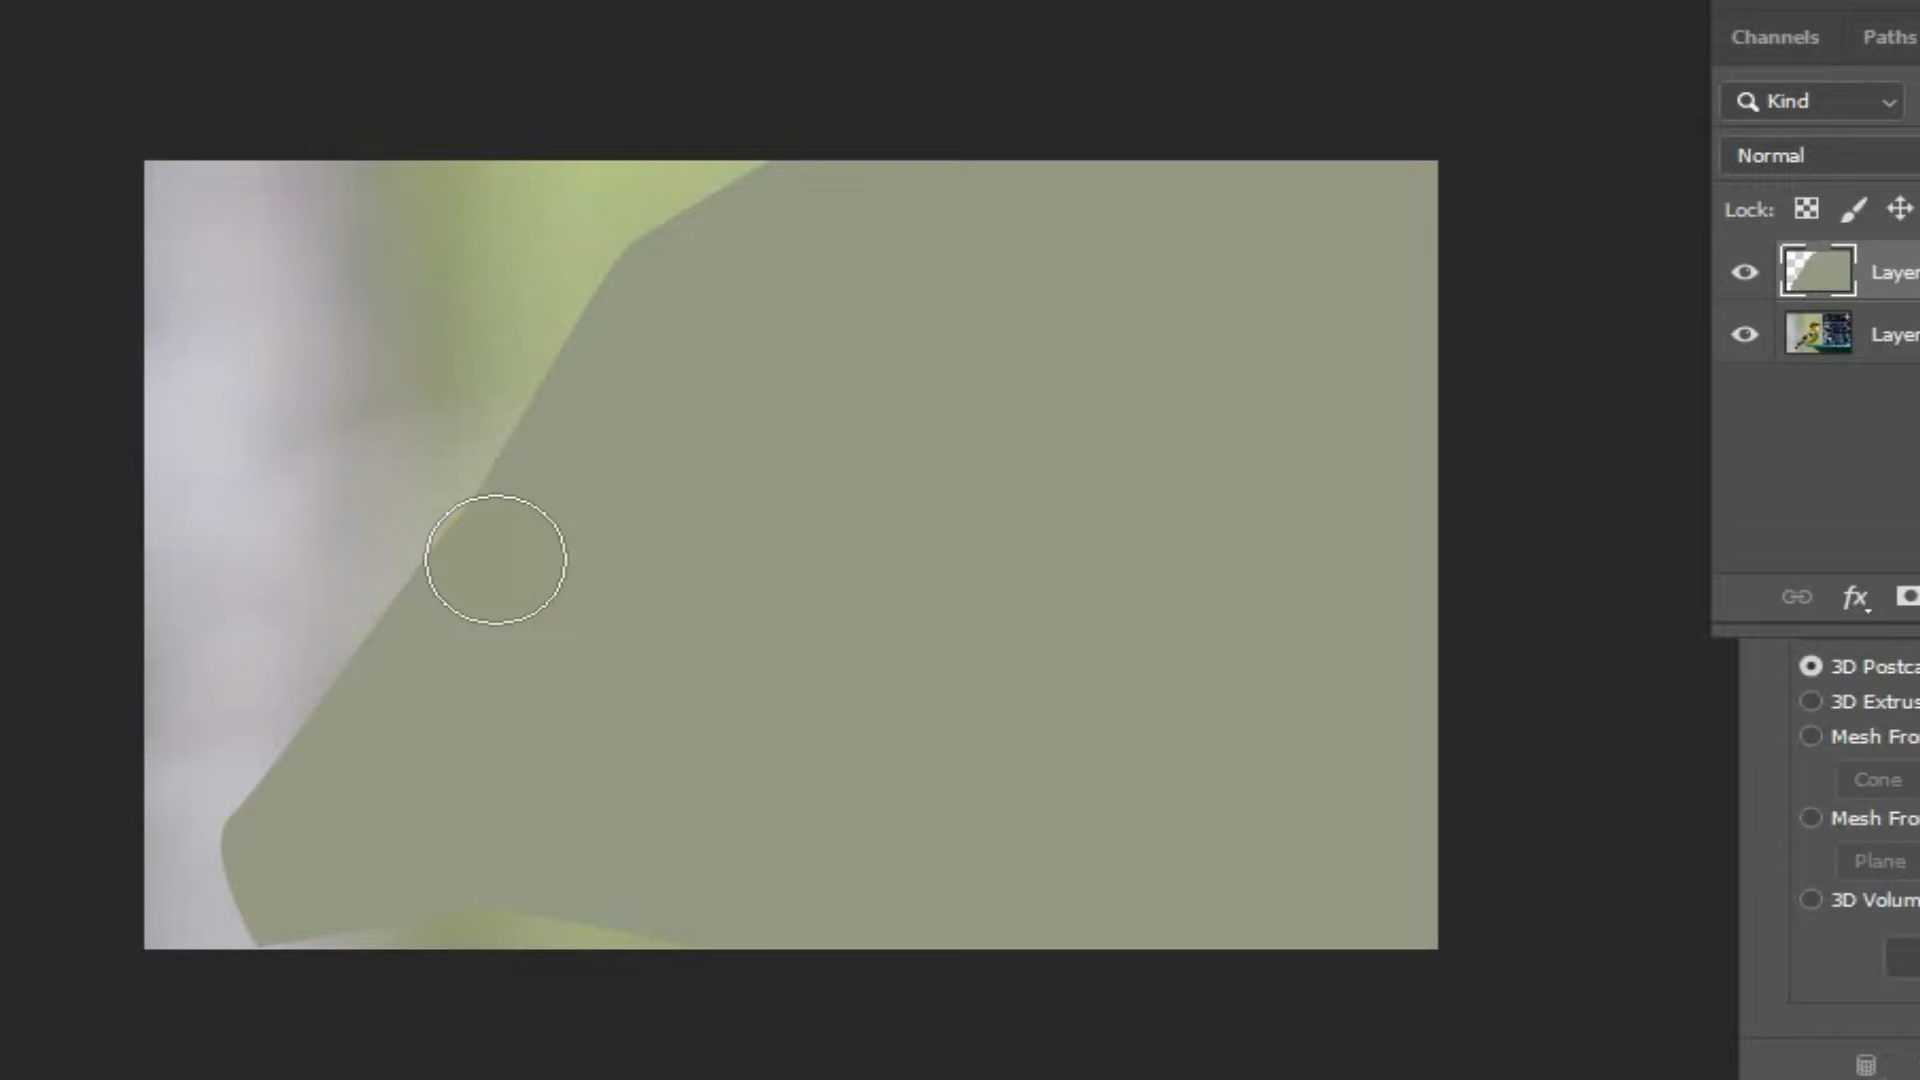 Channels Paths
Kind
Normal
Lock:
Layer
Layer
fx
3D Postca
3D Extrus
Mesh Fro
Cone
Mesh Fro
Plane
3D Volum